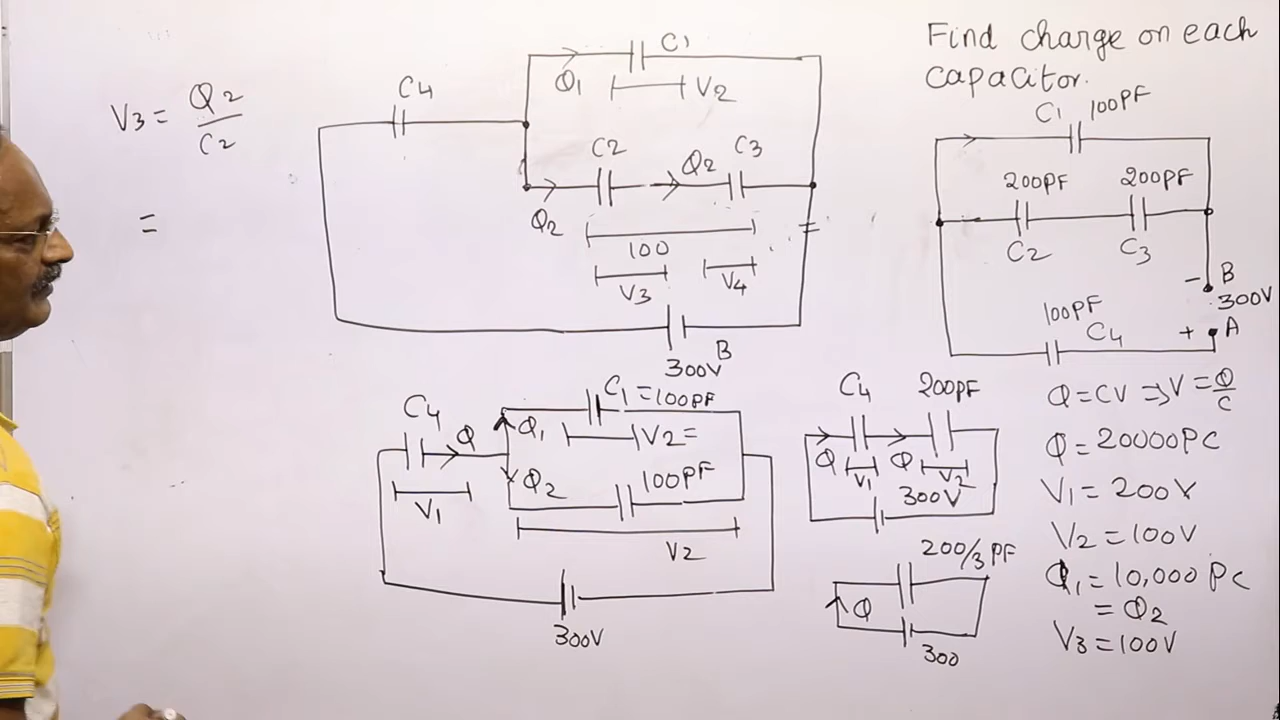 Find charge on each
capacitor.
V3 = Q2
C2
=
C4
C1
Q1
V2
C2
Q2
C3
Q2
100
V3
V4
B
300V
C1 100PF
200PF
200PF
C2
C3
- B
300V
+ A
100PF
C4
C4
C1 = 100PF
Q
Q1
V2 =
V1
Q2
100PF
V2
300V
C4
200PF
Q
Q
V1
V2
300V
200/3 PF
Q
300
Q = CV ⇒ V = Q
C
Q = 20000PC
V1 = 200V
V2 = 100V
Q1 = 10,000 PC
= Q2
V3 = 100V